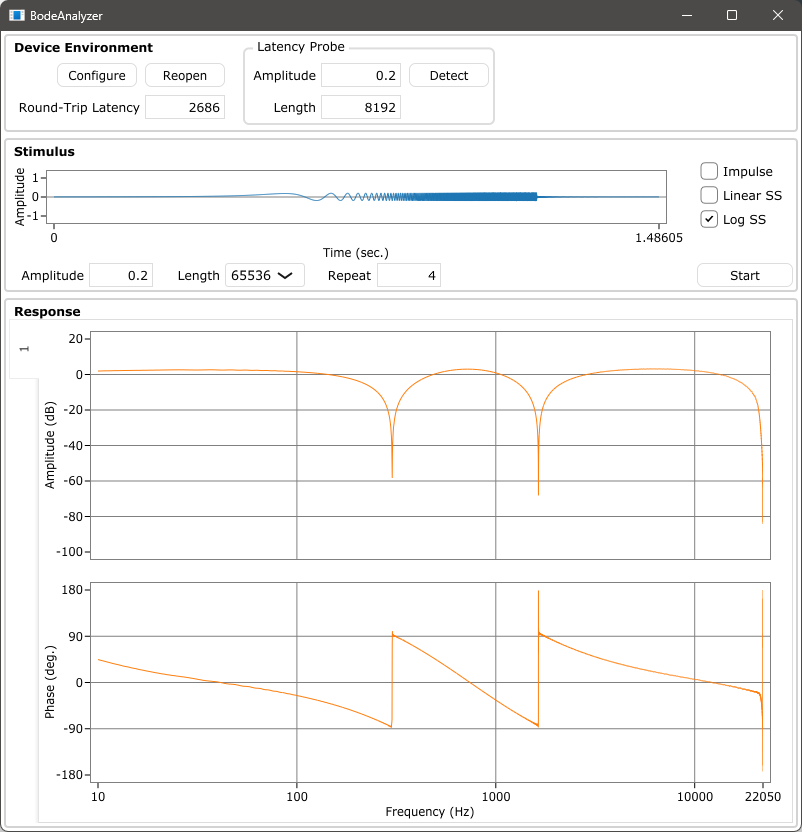 BodeAnalyzer
Device Environment
Latency Probe
Configure Reopen Amplitude 0.2 Detect
Round-Trip Latency 2686 Length 8192
Stimulus
Amplitude
1
0
-1
0 1.48605
Time (sec.)
Impulse
Linear SS
Log SS
Amplitude 0.2 Length 65536 Repeat 4 Start
Response
1
Amplitude (dB)
20
0
-20
-40
-60
-80
-100
Phase (deg.)
180
90
0
-90
-180
10 100 1000 10000 22050
Frequency (Hz)